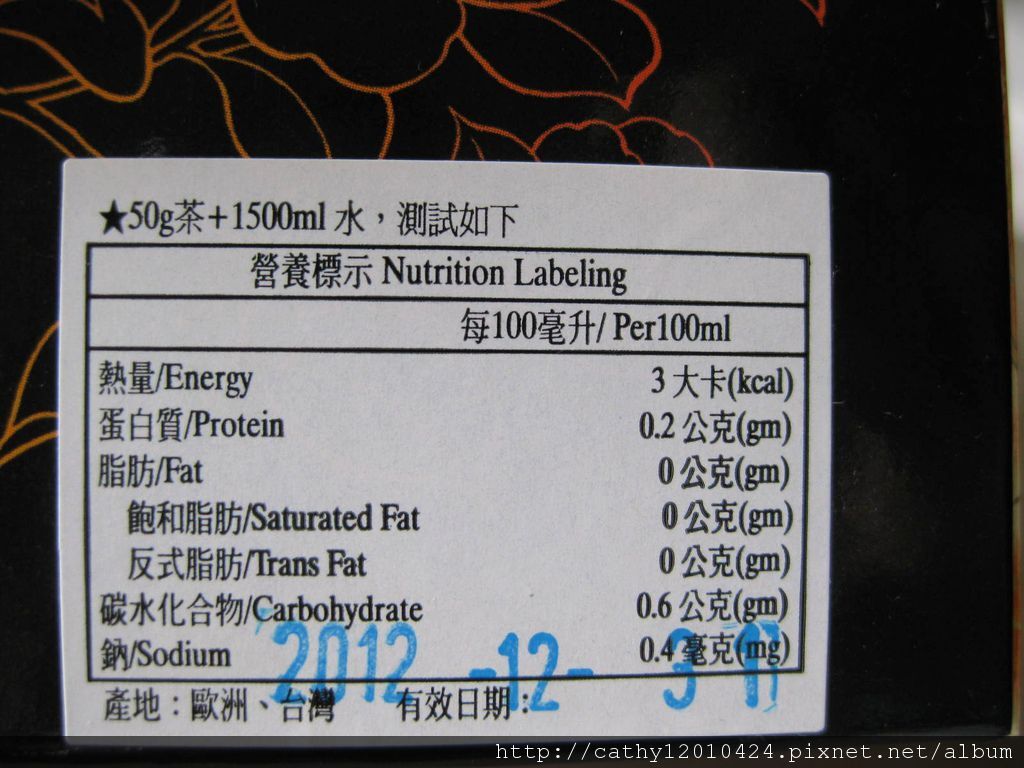 ★50g茶+1500ml 水，測試如下
營養標示 Nutrition Labeling
每100毫升/ Per100ml
熱量/Energy 3 大卡(kcal)
蛋白質/Protein 0.2 公克(gm)
脂肪/Fat 0 公克(gm)
飽和脂肪/Saturated Fat 0 公克(gm)
反式脂肪/Trans Fat 0 公克(gm)
碳水化合物/Carbohydrate 0.6 公克(gm)
鈉/Sodium 0.4 毫克(mg)
2012 -12- 31
產地：歐洲、台灣 有效日期：
http://cathy12010424.pixnet.net/album